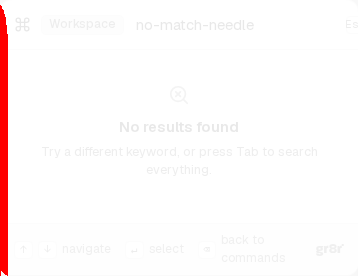 ⌘ Workspace no-match-needle Es
No results found
Try a different keyword, or press Tab to search
everything.
↑ ↓ navigate ↵ select back to
commands gr8r